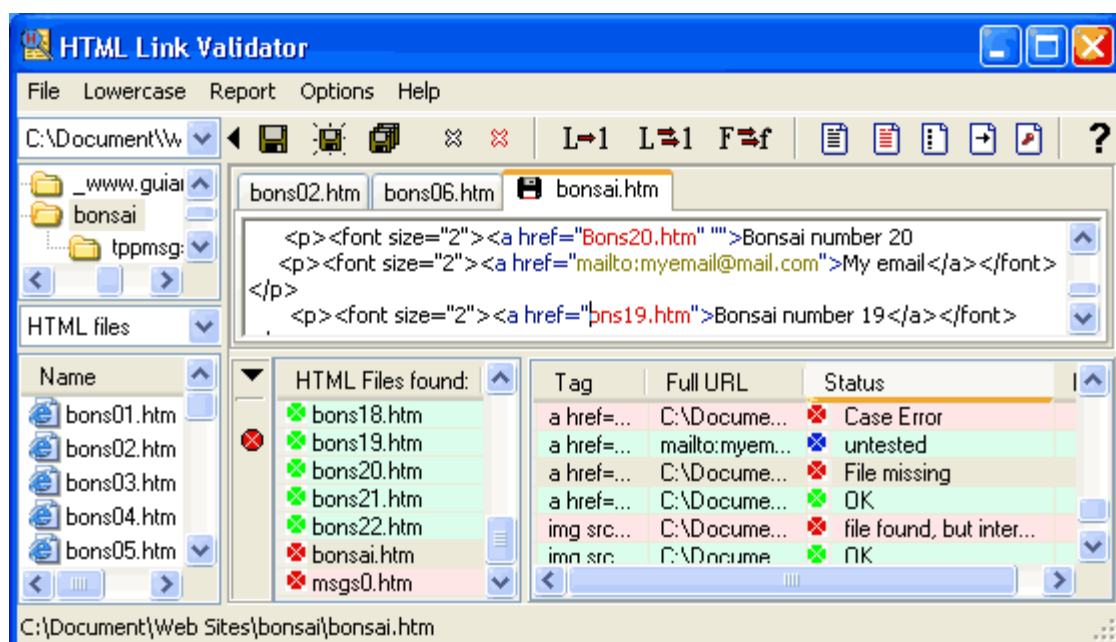 HTML Link Validator
File Lowercase Report Options Help
C:\Document\W L➡1 L➡1 F➡f ?
_www.guiar
bonsai
tppmsg:
HTML files
Name
bons01.htm
bons02.htm
bons03.htm
bons04.htm
bons05.htm
bons02.htm bons06.htm bonsai.htm
<p><font size="2"><a href="Bons20.htm" "">Bonsai number 20
<p><font size="2"><a href="mailto:myemail@mail.com">My email</a></font>
</p>
<p><font size="2"><a href="bns19.htm">Bonsai number 19</a></font>
HTML Files found:
bons18.htm
bons19.htm
bons20.htm
bons21.htm
bons22.htm
bonsai.htm
msgs0.htm
Tag Full URL Status
a href=... C:\Docume... Case Error
a href=... mailto:myem... untested
a href=... C:\Docume... File missing
a href=... C:\Docume... OK
img src... C:\Docume... file found, but inter...
img src... C:\Docume... OK
C:\Document\Web Sites\bonsai\bonsai.htm